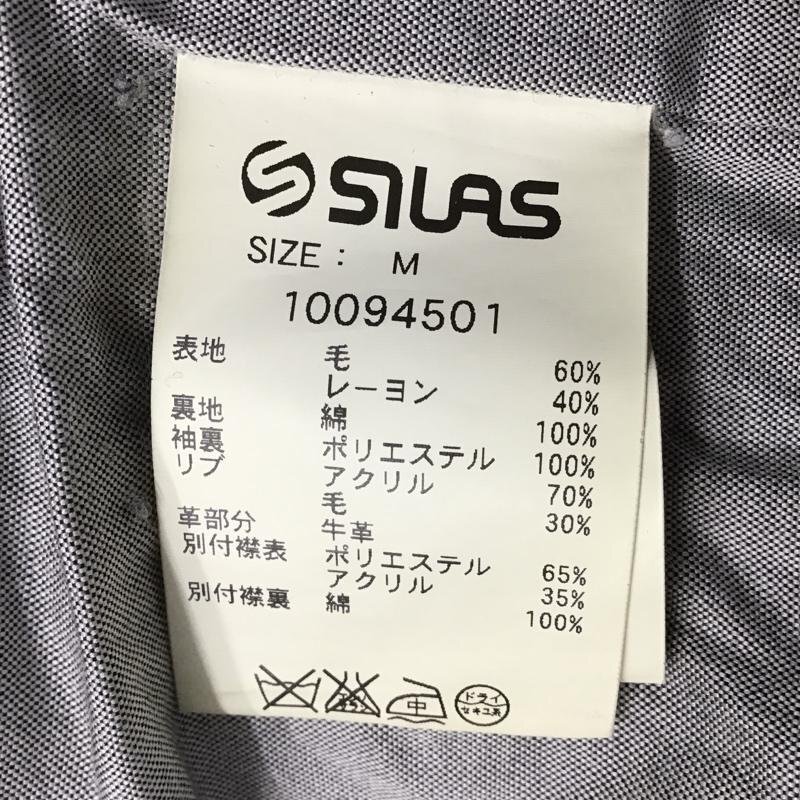 SILAS
SIZE: M
10094501
表地 毛 60%
レーヨン 40%
裏地 綿 100%
袖裏 ポリエステル 100%
リブ アクリル 70%
毛 30%
革部分 牛革
別付襟表 ポリエステル 65%
アクリル 35%
別付襟裏 綿 100%
中 ドライ
セキユ系